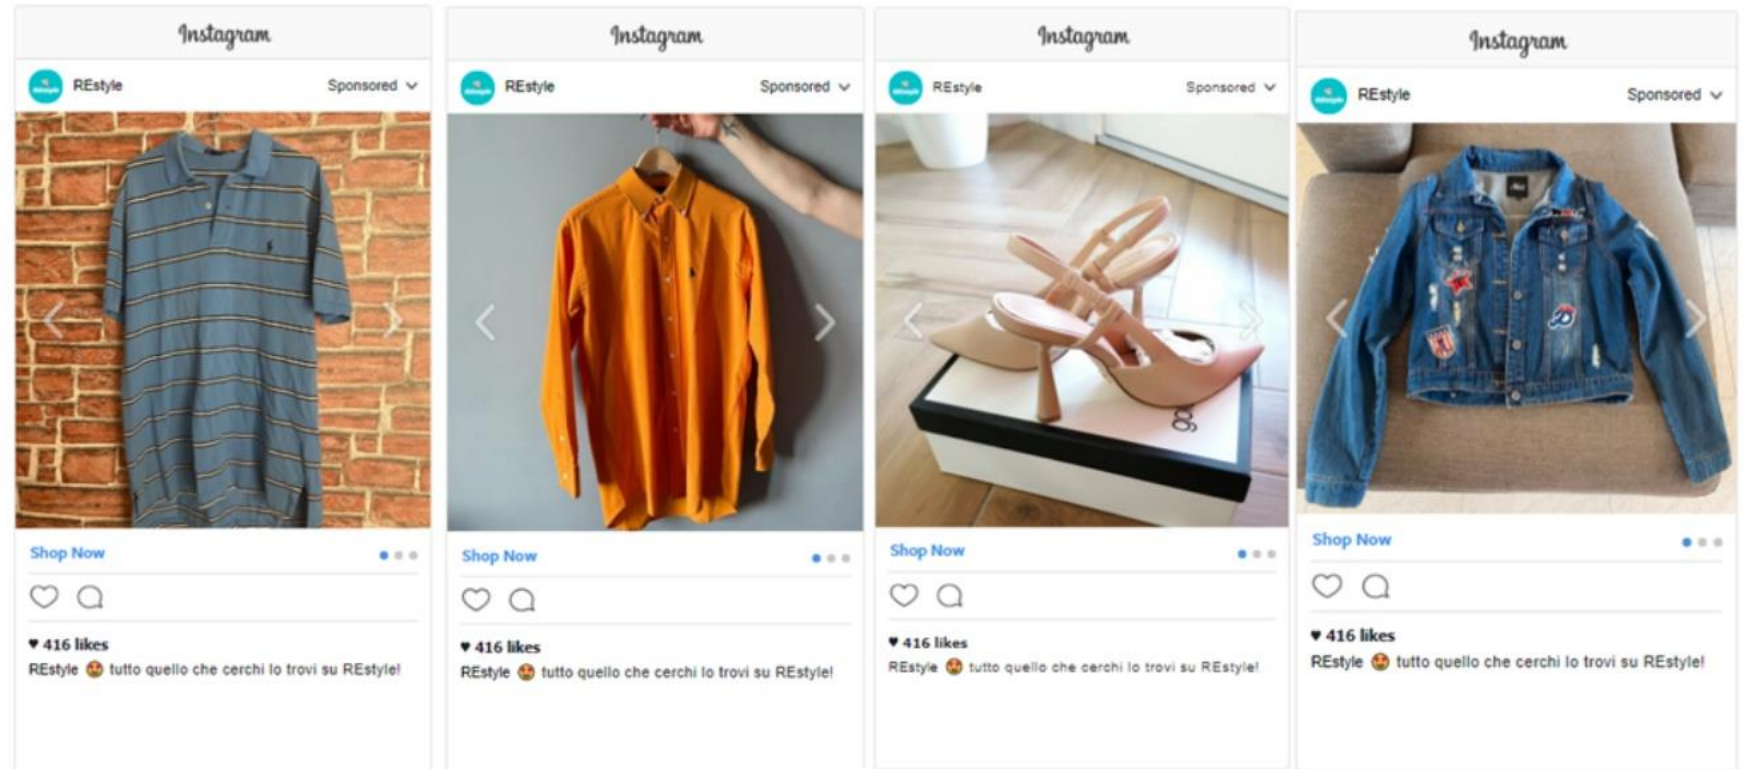 Instagram
REstyle Sponsored
Shop Now
♥ 416 likes
REstyle 🤩 tutto quello che cerchi lo trovi su REstyle!
Instagram
REstyle Sponsored
Shop Now
♥ 416 likes
REstyle 🤩 tutto quello che cerchi lo trovi su REstyle!
Instagram
REstyle Sponsored
Shop Now
♥ 416 likes
REstyle 🤩 tutto quello che cerchi lo trovi su REstyle!
Instagram
REstyle Sponsored
Shop Now
♥ 416 likes
REstyle 🤩 tutto quello che cerchi lo trovi su REstyle!